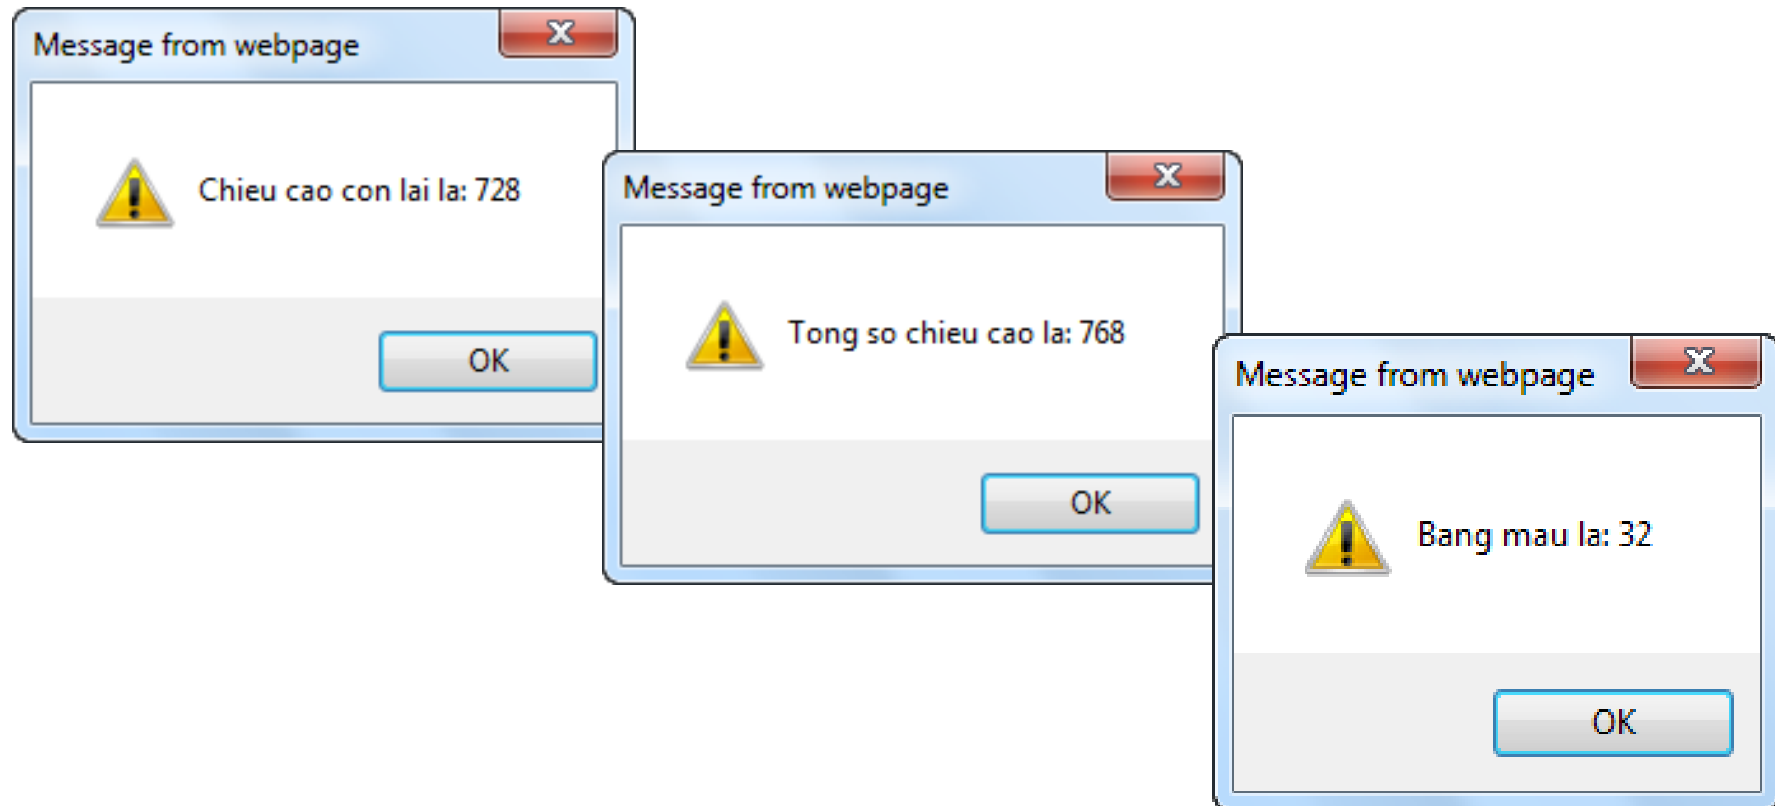 Message from webpage
Chieu cao con lai la: 728
OK
Message from webpage
Tong so chieu cao la: 768
OK
Message from webpage
Bang mau la: 32
OK